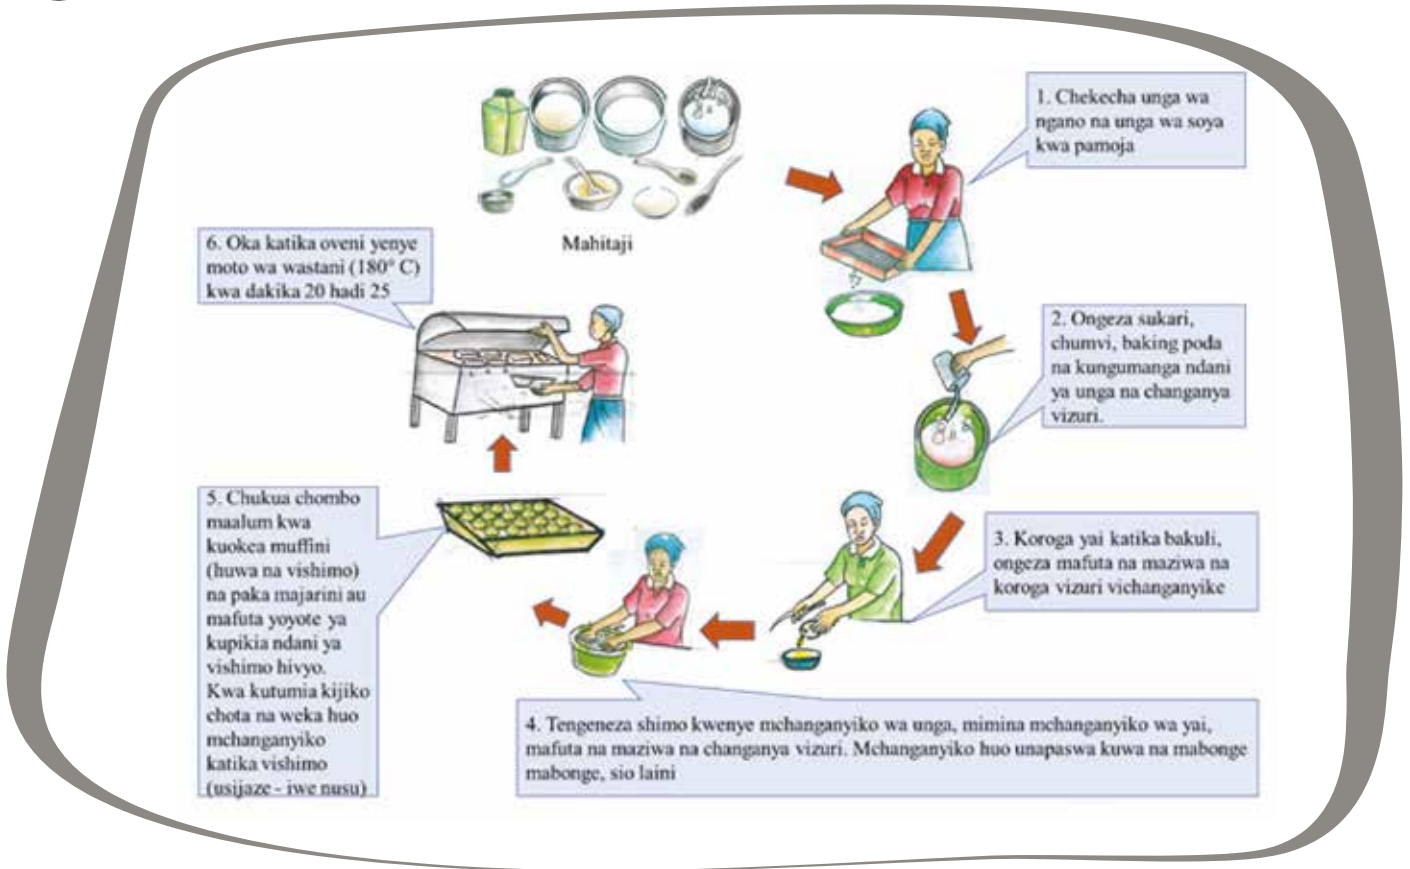 Mahitaji
1. Chekecha unga wa
ngano na unga wa soya
kwa pamoja
2. Ongeza sukari,
chumvi, baking poda
na kungumanga ndani
ya unga na changanya
vizuri.
3. Koroga yai katika bakuli,
ongeza mafuta na maziwa na
koroga vizuri vichanganyike
4. Tengeneza shimo kwenye mchanganyiko wa unga, mimina mchanganyiko wa yai,
mafuta na maziwa na changanya vizuri. Mchanganyiko huo unapaswa kuwa na mabonge
mabonge, sio laini
5. Chukua chombo
maalum kwa
kuokea muffini
(huwa na vishimo)
na paka majarini au
mafuta yoyote ya
kupikia ndani ya
vishimo hivyo.
Kwa kutumia kijiko
chota na weka huo
mchanganyiko
katika vishimo
(usijaze - iwe nusu)
6. Oka katika oveni yenye
moto wa wastani (180° C)
kwa dakika 20 hadi 25